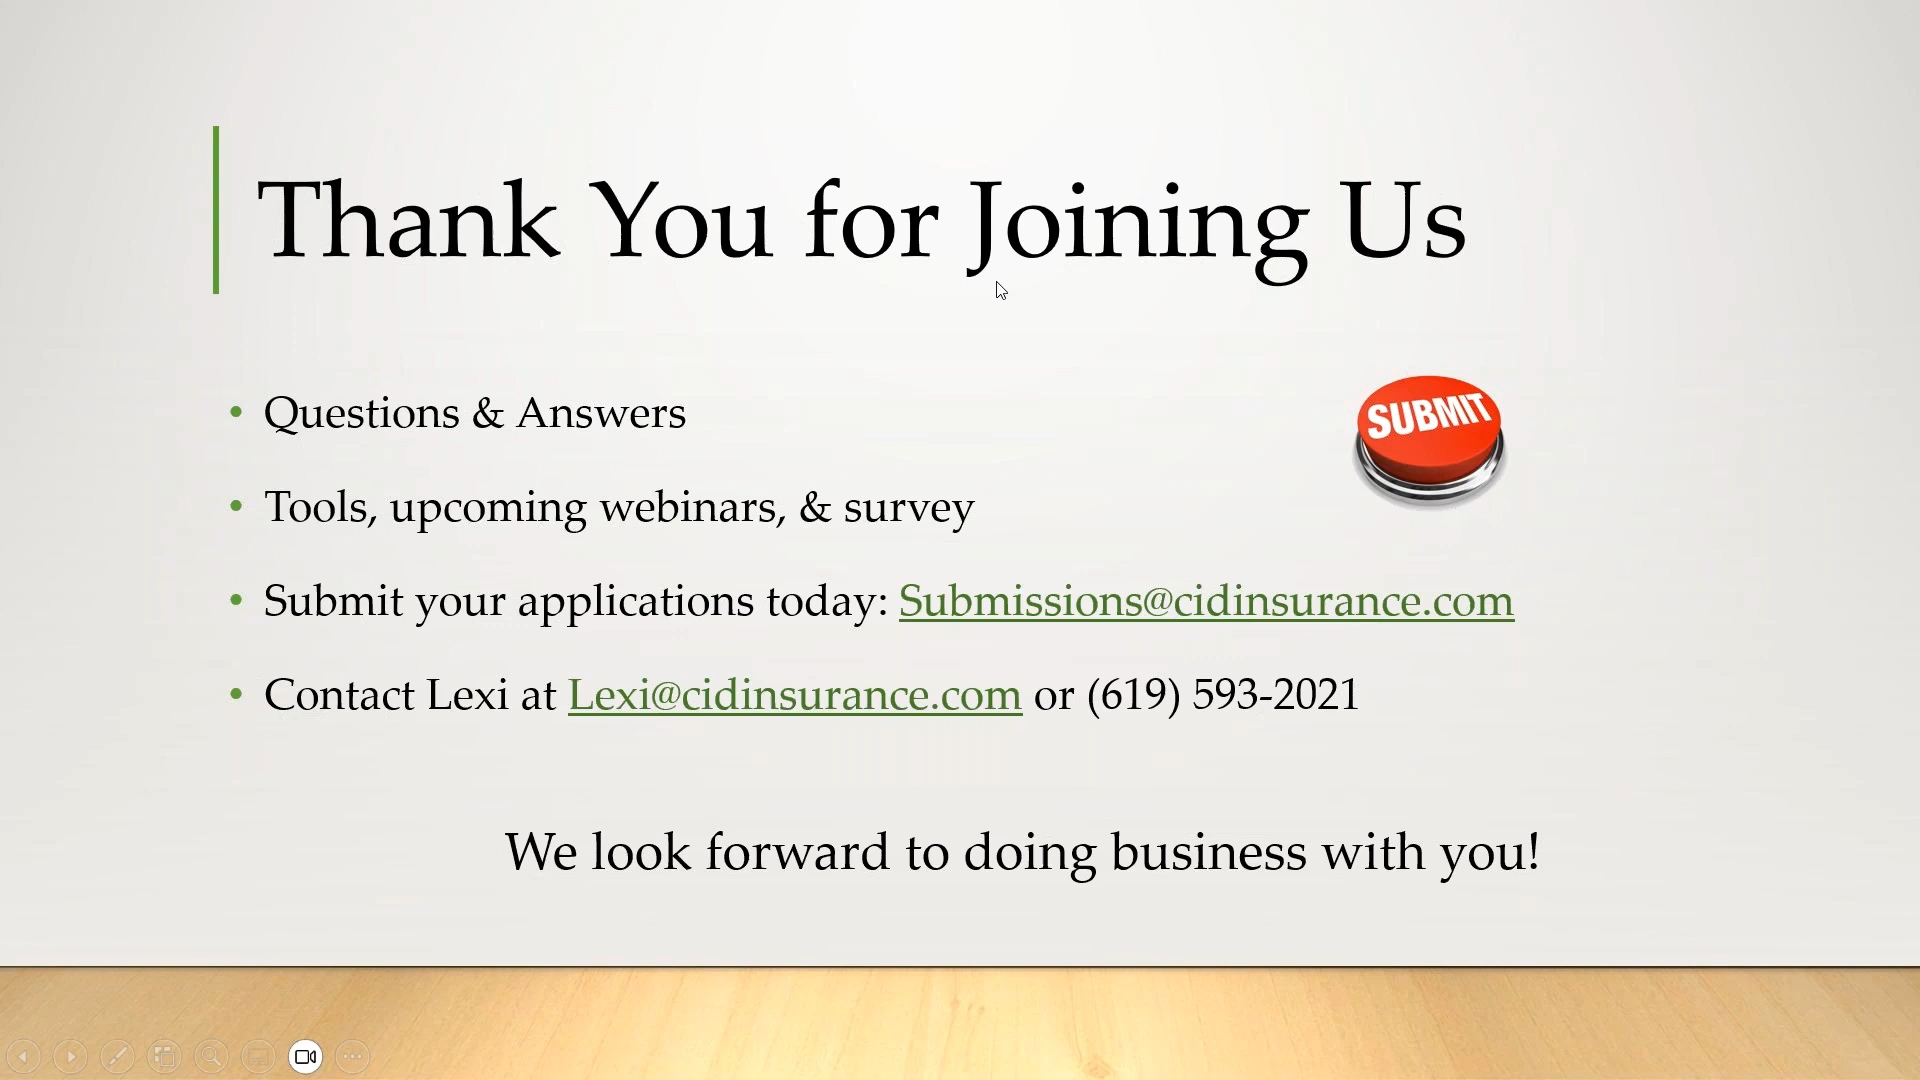 Thank You for Joining Us
• Questions & Answers
SUBMIT
• Tools, upcoming webinars, & survey
• Submit your applications today: Submissions@cidinsurance.com
• Contact Lexi at Lexi@cidinsurance.com or (619) 593-2021
We look forward to doing business with you!